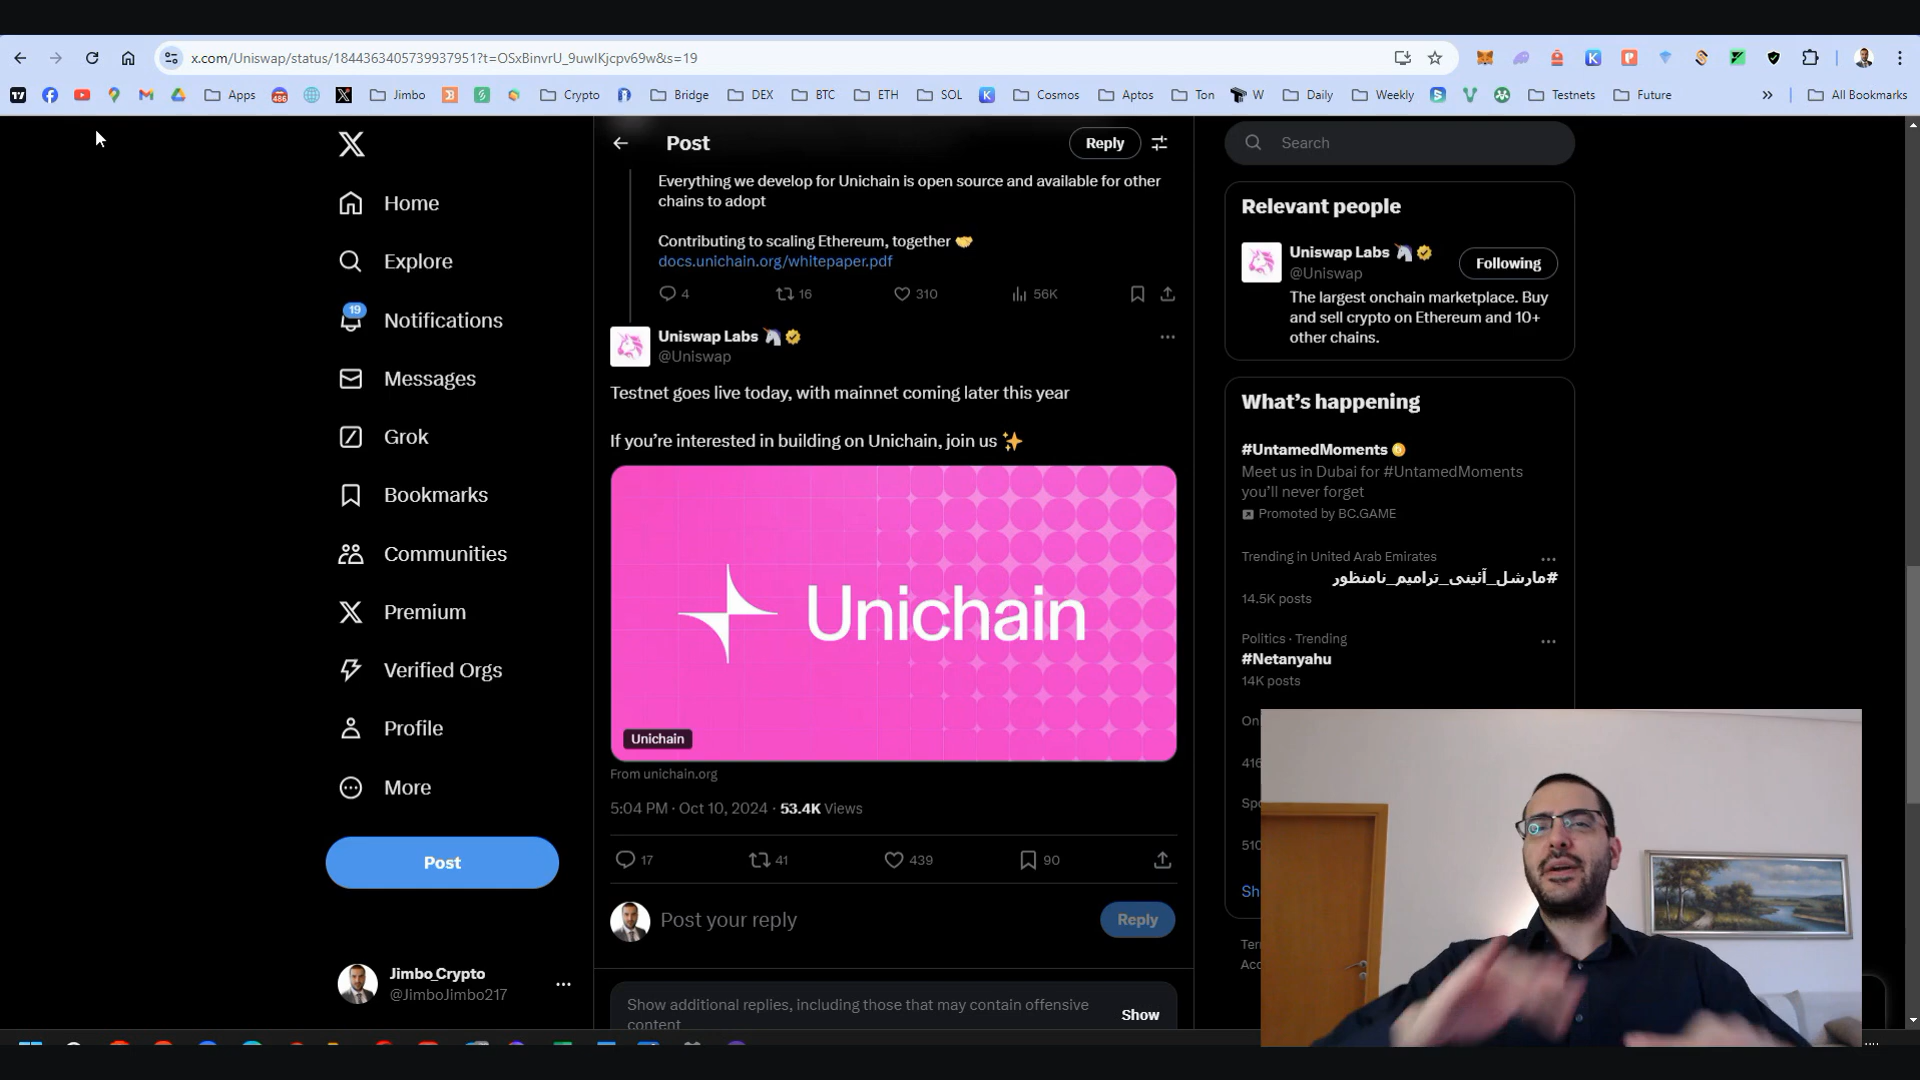 x.com/Uniswap/status/1844363405739937951?t=OSxBinvrU_9uwIKjcpv69w&s=19
Apps
486
Jimbo
Crypto
Bridge
DEX
BTC
ETH
SOL
Cosmos
Aptos
Ton
W
Daily
Weekly
Testnets
Future
All Bookmarks
Home
Explore
19
Notifications
Messages
Grok
Bookmarks
Communities
Premium
Verified Orgs
Profile
More
Post
Jimbo_Crypto
@JimboJimbo217
Post
Reply
Everything we develop for Unichain is open source and available for other
chains to adopt
Contributing to scaling Ethereum, together 🤝
docs.unichain.org/whitepaper.pdf
4 16 310 56K
Uniswap Labs 🦄
@Uniswap
Testnet goes live today, with mainnet coming later this year
If you’re interested in building on Unichain, join us ✨
Unichain
Unichain
From unichain.org
5:04 PM · Oct 10, 2024 · 53.4K Views
17 41 439 90
Post your reply
Reply
Show additional replies, including those that may contain offensive
content
Show
Search
Relevant people
Uniswap Labs 🦄
@Uniswap
Following
The largest onchain marketplace. Buy
and sell crypto on Ethereum and 10+
other chains.
What’s happening
#UntamedMoments
Meet us in Dubai for #UntamedMoments
you’ll never forget
Promoted by BC.GAME
Trending in United Arab Emirates
#مارشل_آئینی_ترامیم_نامنظور
14.5K posts
Politics · Trending
#Netanyahu
14K posts